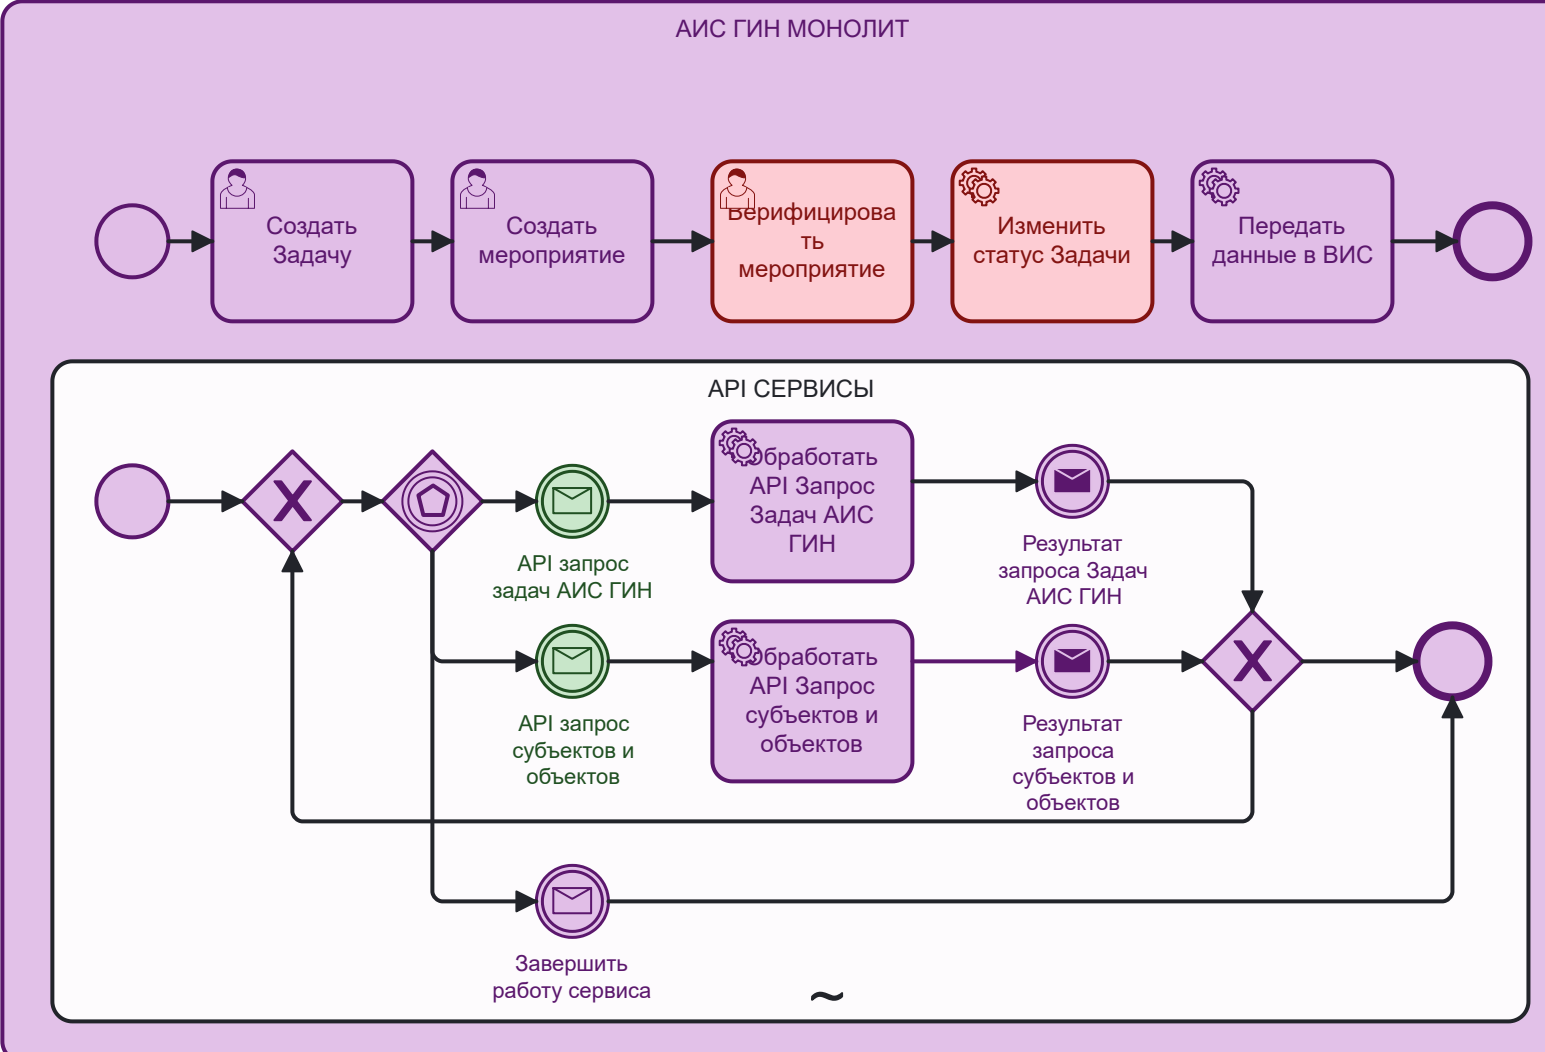 АИС ГИН МОНОЛИТ
Создать
Задачу
Создать
мероприятие
Верифицирова
ть
мероприятие
Изменить
статус Задачи
Передать
данные в ВИС
API СЕРВИСЫ
API запрос
задач АИС ГИН
Обработать
API Запрос
Задач АИС
ГИН
Результат
запроса Задач
АИС ГИН
API запрос
субъектов и
объектов
Обработать
API Запрос
субъектов и
объектов
Результат
запроса
субъектов и
объектов
Завершить
работу сервиса